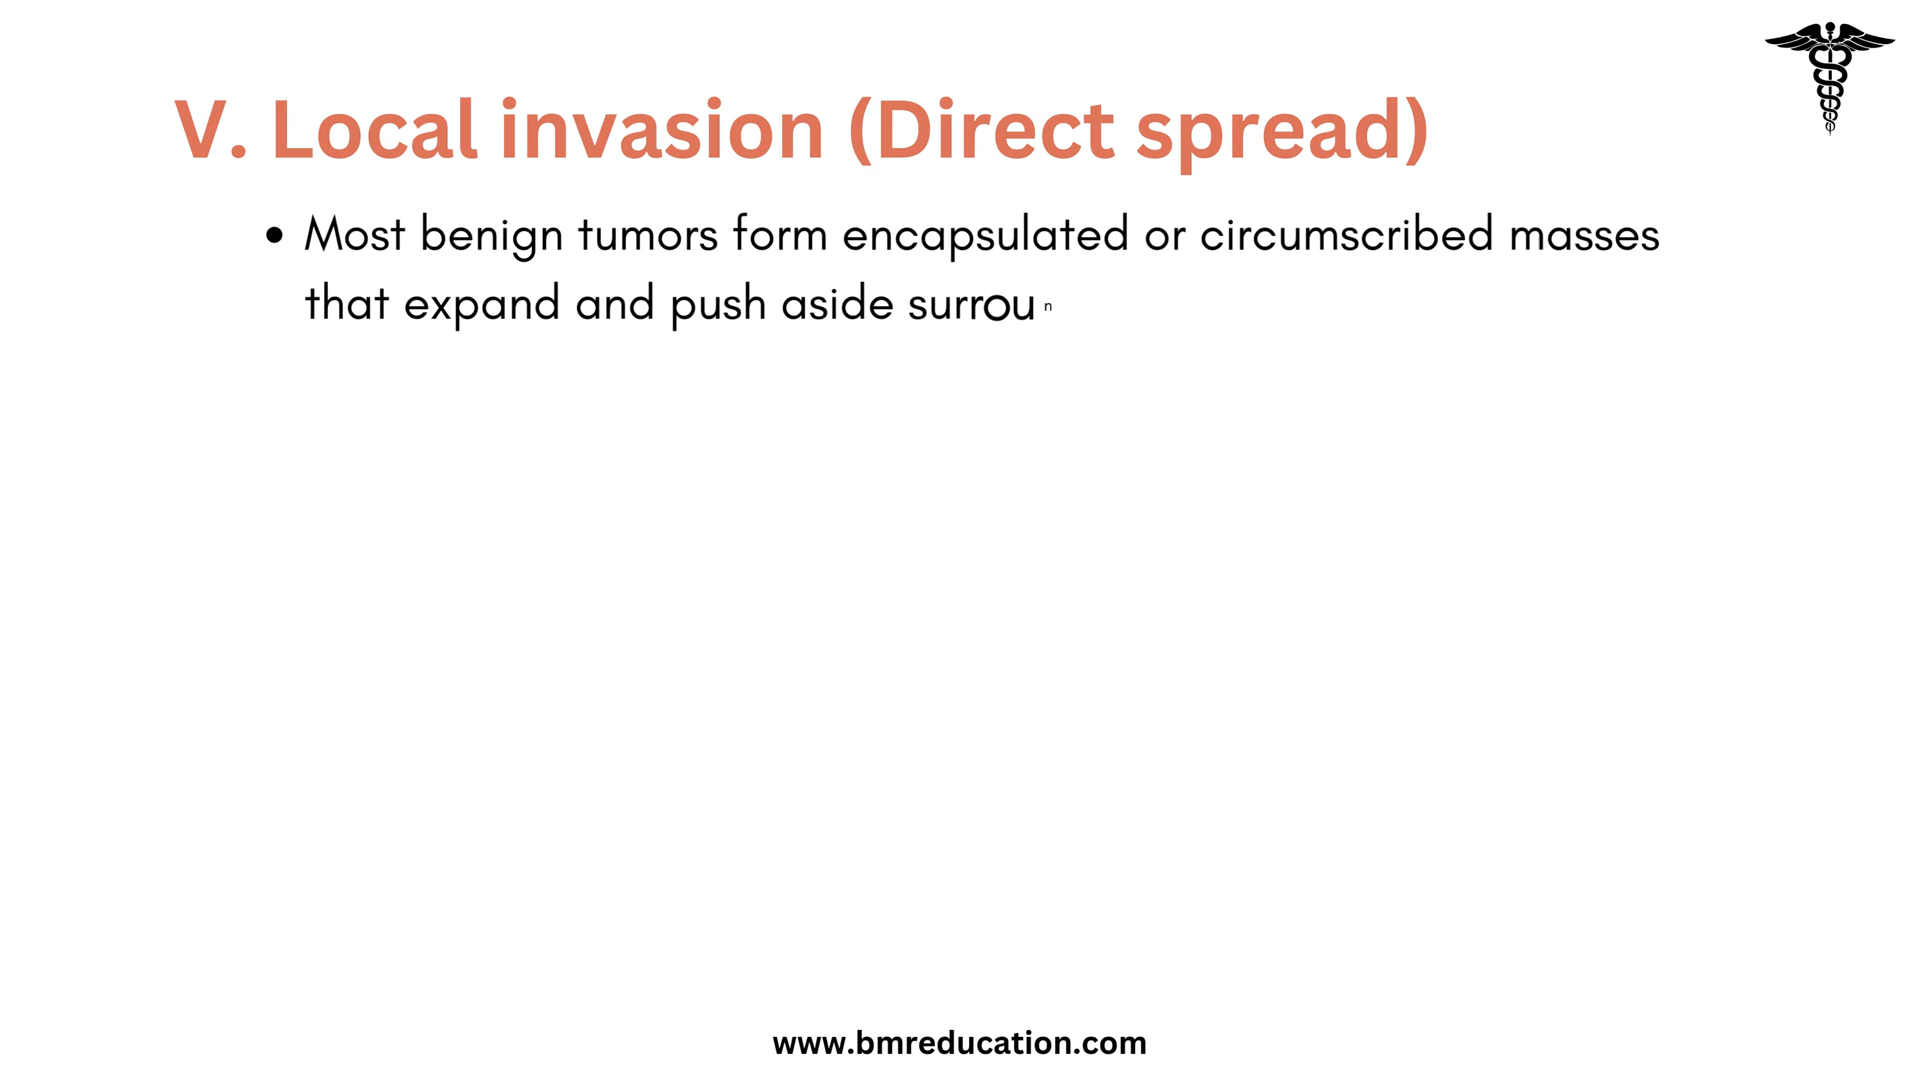 V. Local invasion (Direct spread)
• Most benign tumors form encapsulated or circumscribed masses
that expand and push aside surroun
www.bmreducation.com